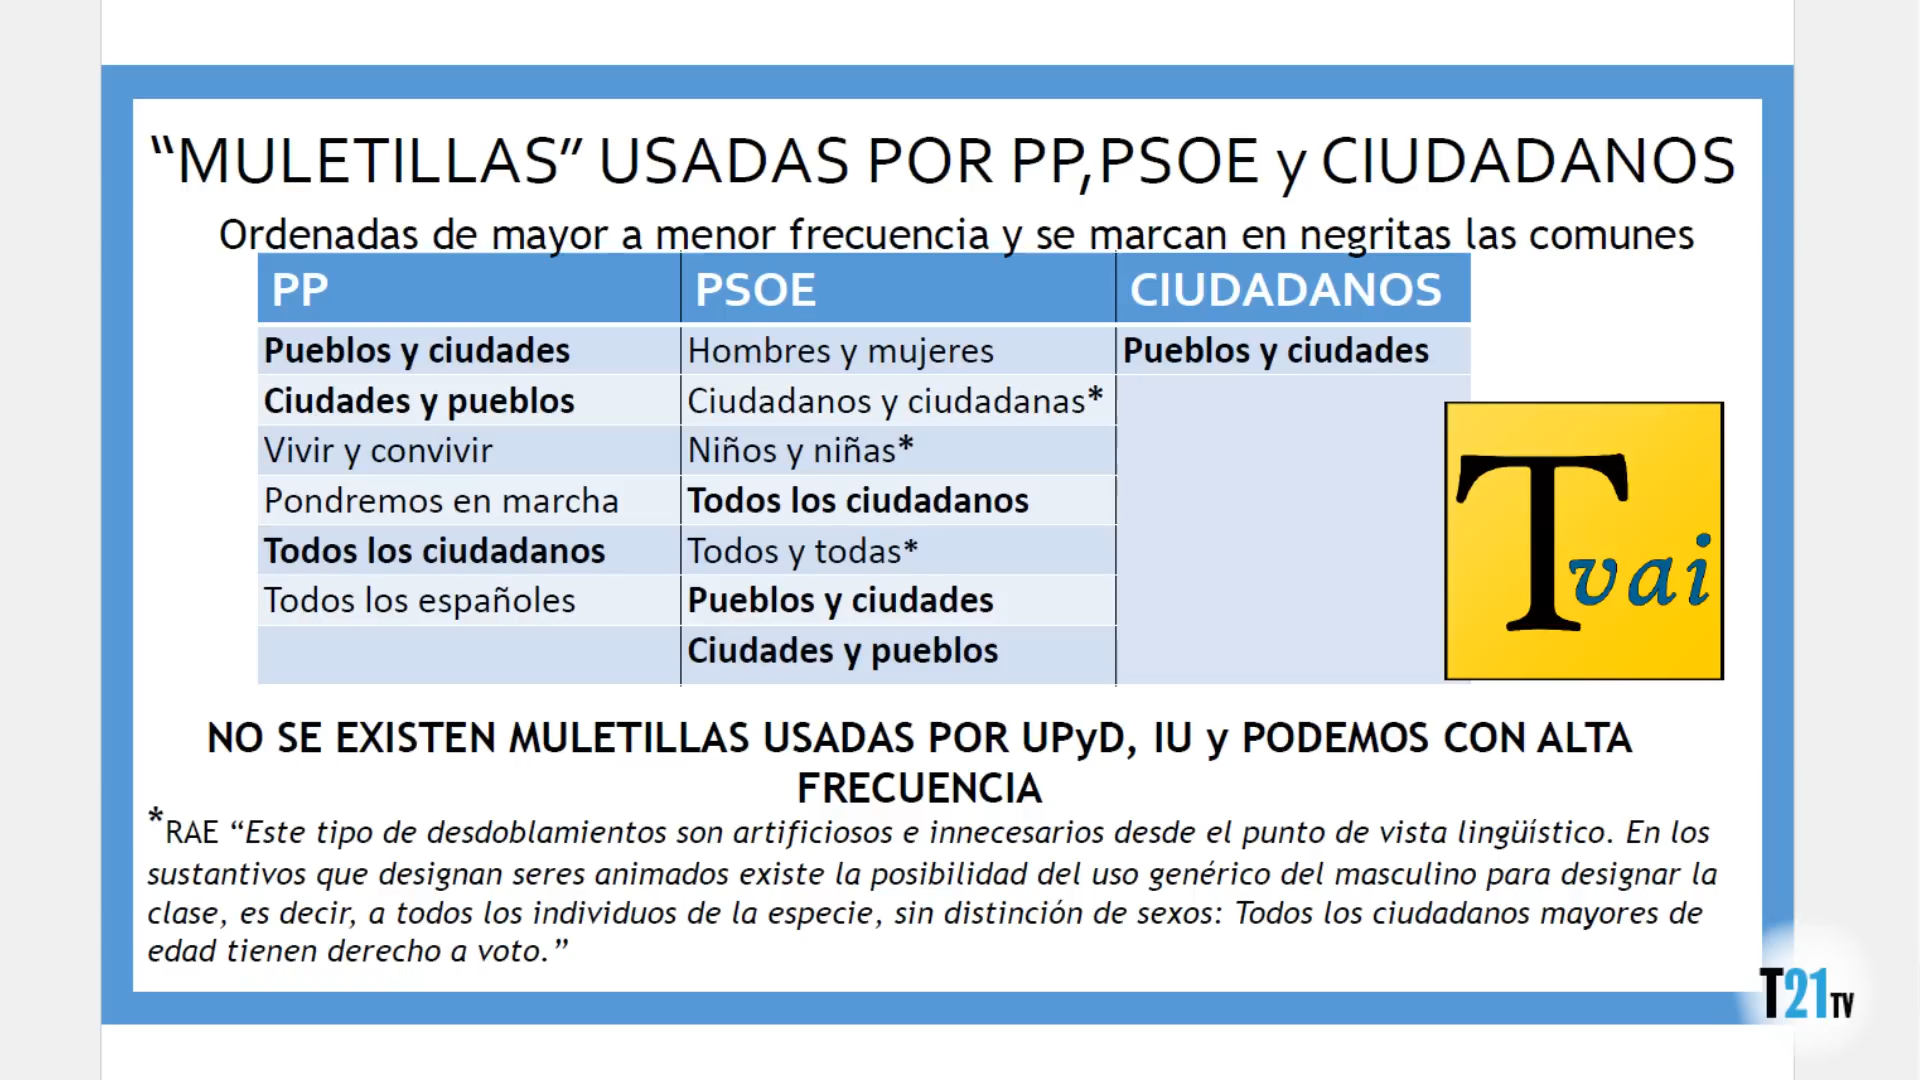 “MULETILLAS” USADAS POR PP,PSOE y CIUDADANOS
Ordenadas de mayor a menor frecuencia y se marcan en negritas las comunes
PP PSOE CIUDADANOS
Pueblos y ciudades Hombres y mujeres Pueblos y ciudades
Ciudades y pueblos Ciudadanos y ciudadanas*
Vivir y convivir Niños y niñas*
Pondremos en marcha Todos los ciudadanos
Todos los ciudadanos Todos y todas*
Todos los españoles Pueblos y ciudades
Ciudades y pueblos
Tvai
NO SE EXISTEN MULETILLAS USADAS POR UPyD, IU y PODEMOS CON ALTA
FRECUENCIA
*RAE “Este tipo de desdoblamientos son artificiosos e innecesarios desde el punto de vista lingüístico. En los
sustantivos que designan seres animados existe la posibilidad del uso genérico del masculino para designar la
clase, es decir, a todos los individuos de la especie, sin distinción de sexos: Todos los ciudadanos mayores de
edad tienen derecho a voto.”
T21TV